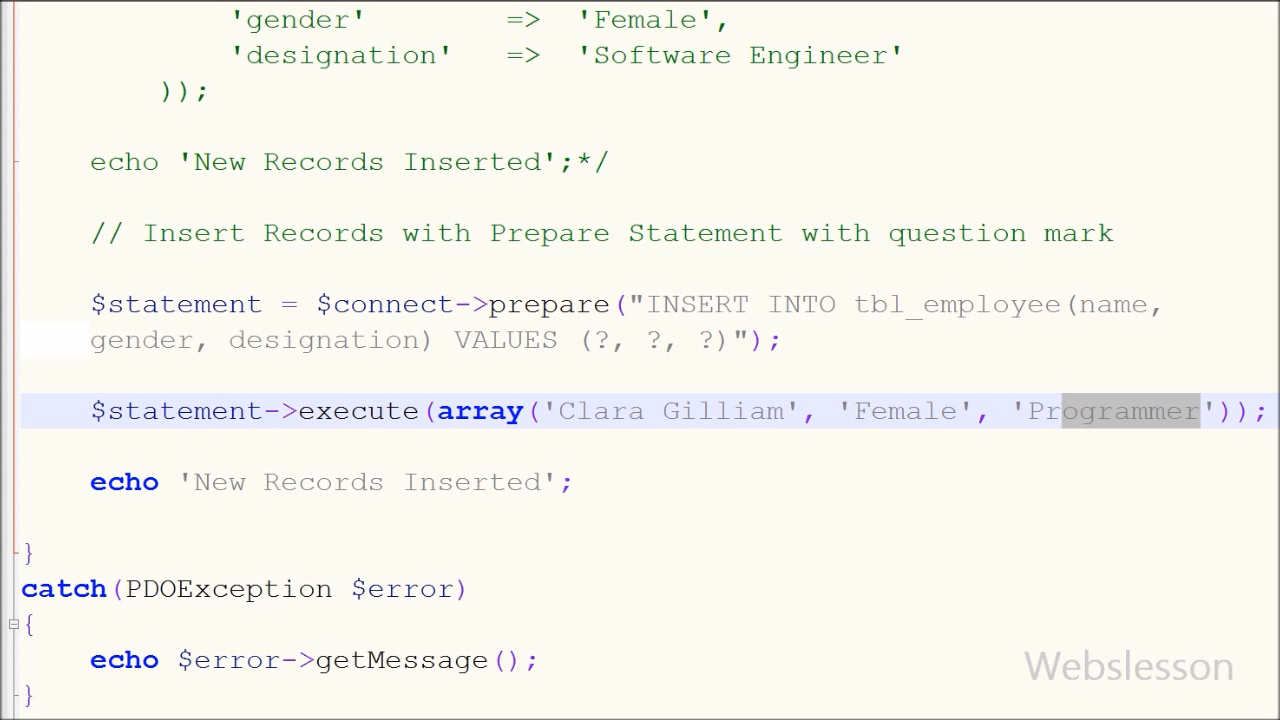 'gender' => 'Female',
'designation' => 'Software Engineer'
));
echo 'New Records Inserted';*/
// Insert Records with Prepare Statement with question mark
$statement = $connect->prepare("INSERT INTO tbl_employee(name,
gender, designation) VALUES (?, ?, ?)");
$statement->execute(array('Clara Gilliam', 'Female', 'Programmer'));
echo 'New Records Inserted';
}
catch(PDOException $error)
{
echo $error->getMessage();
}
Webslesson